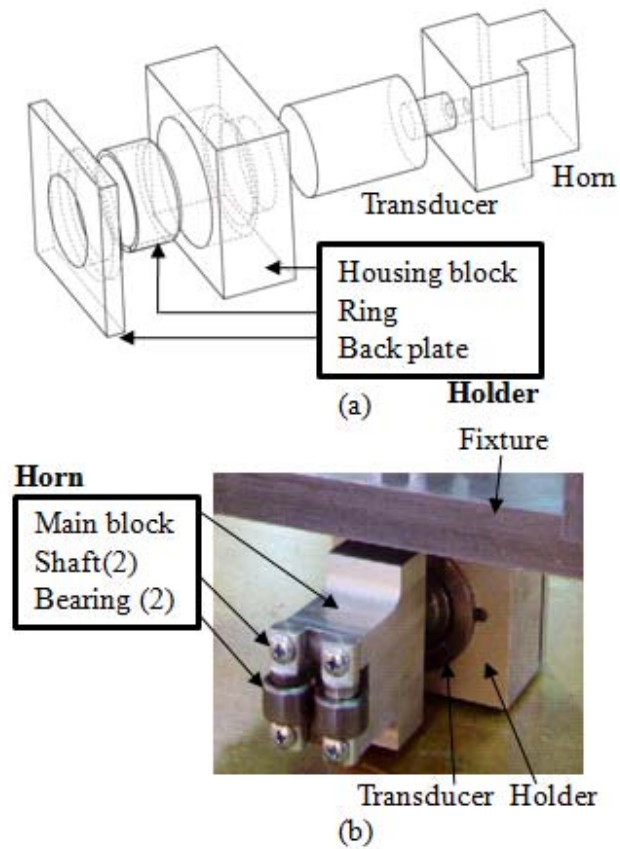 Horn
Transducer
Housing block
Ring
Back plate
Holder
(a)
Fixture
Horn
Main block
Shaft(2)
Bearing (2)
Transducer Holder
(b)